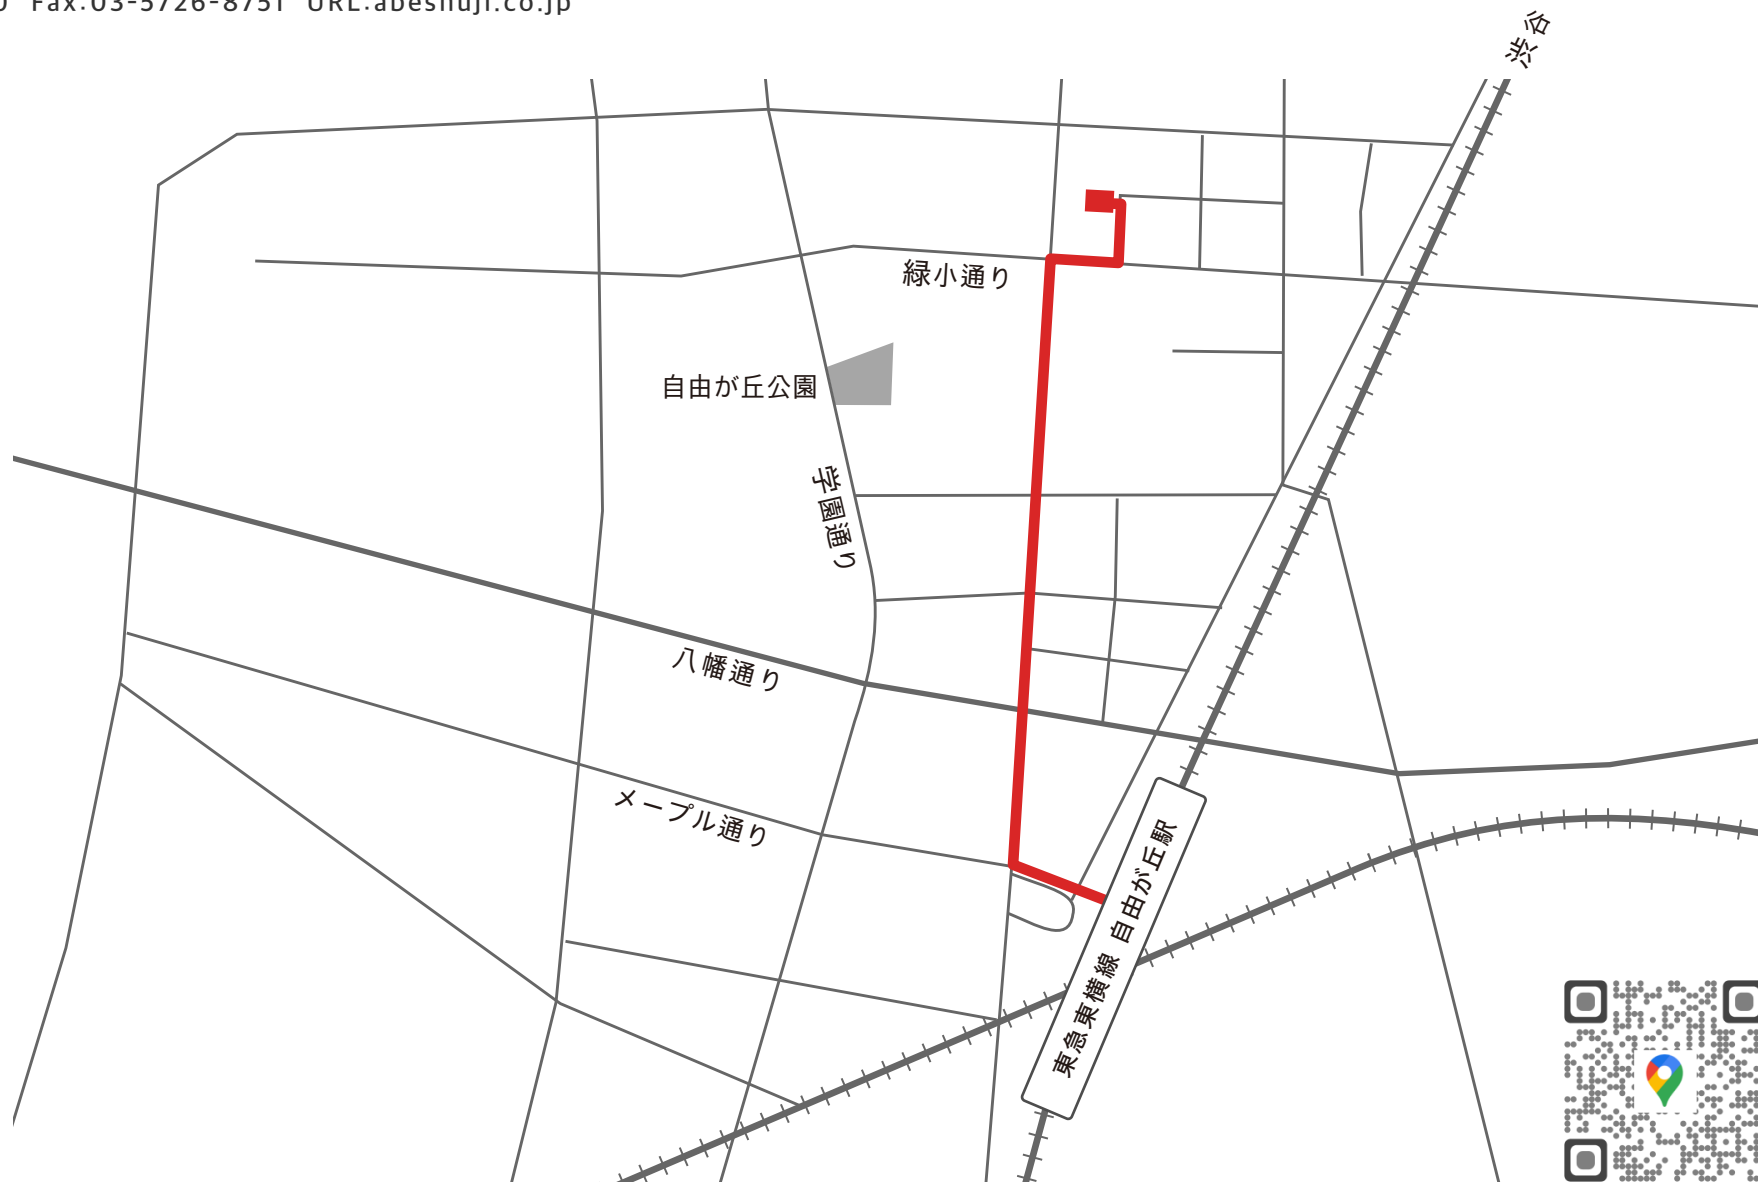 Fax.03-5726-8751 URL.abeshuji.co.jp
渋谷
緑小通り
自由が丘公園
学園通り
八幡通り
メープル通り
東急東横線 自由が丘駅